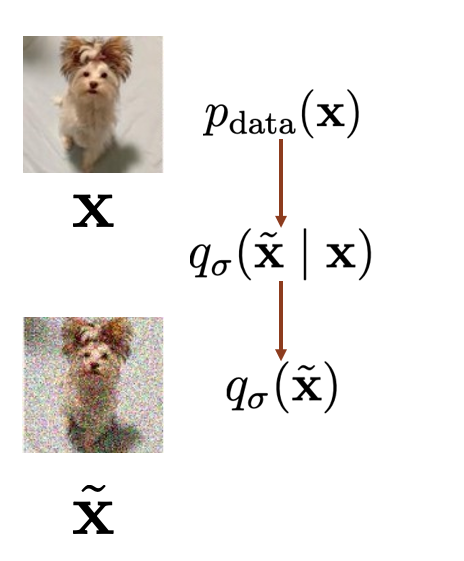 p_data(x)
x
q_σ(x̃ | x)
q_σ(x̃)
x̃